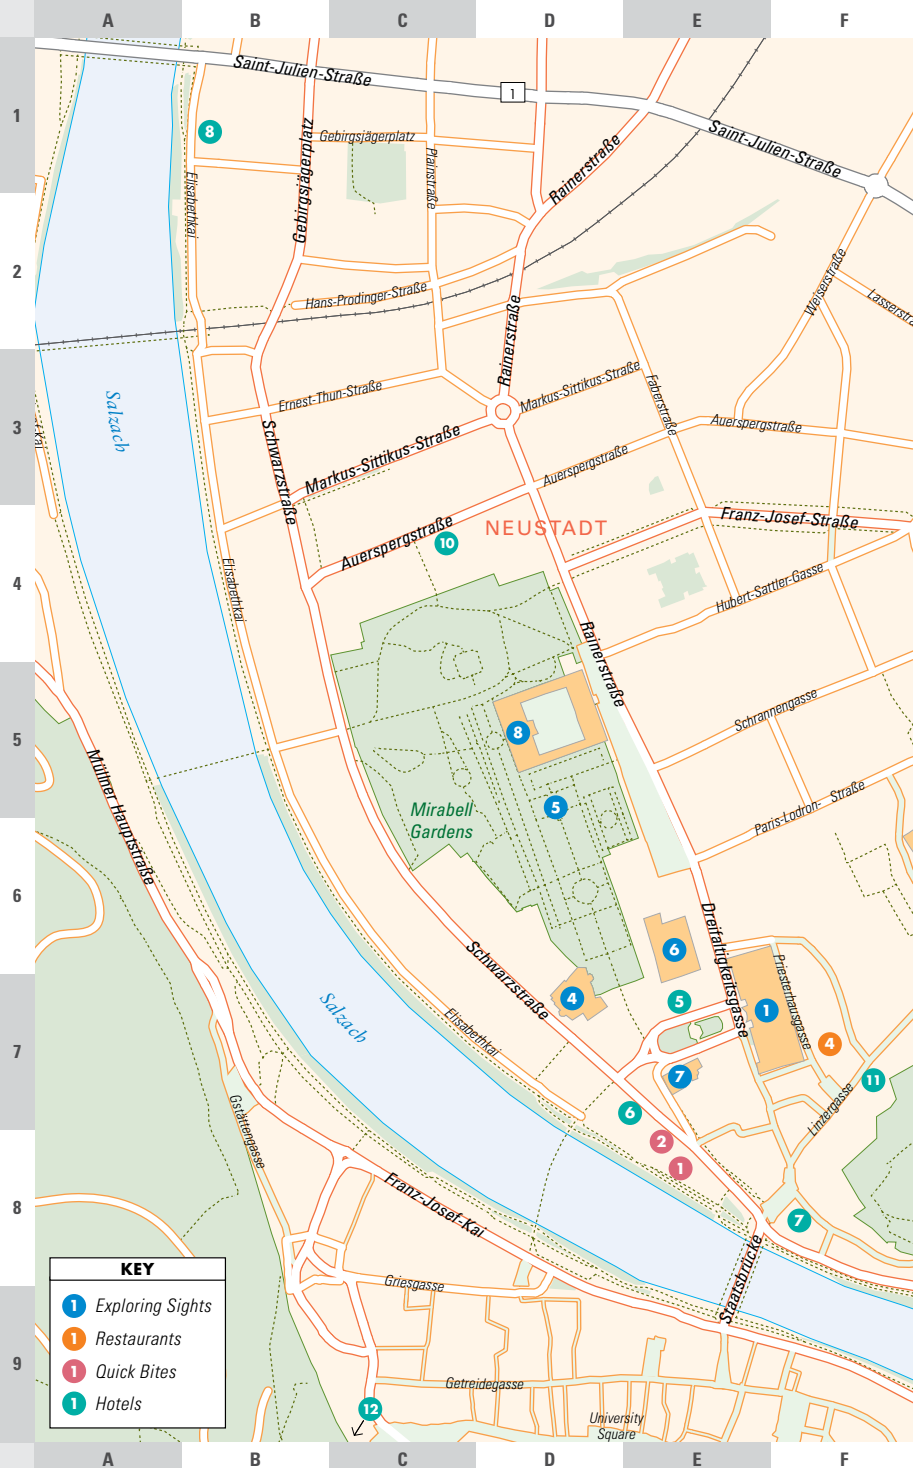 A B C D E F
1
2
3
4
5
6
7
8
9
Saint-Julien-Straße
1
Saint-Julien-Straße
8
Gebirgsjägerplatz
Gebirgsjägerplatz
Plainstraße
Rainerstraße
Elisabethkai
Weiserstraße
Hans-Prodinger-Straße
Rainerstraße
Salzach
Ernest-Thun-Straße
Markus-Sittikus-Straße
Faberstraße
Auerspergstraße
Schwarzstraße
Markus-Sittikus-Straße
Auerspergstraße
Franz-Josef-Straße
Auerspergstraße
NEUSTADT
10
Elisabethkai
Hubert-Sattler-Gasse
Rainerstraße
Schrannengasse
8
Müllner Hauptstraße
5
Mirabell
Gardens
Paris-Lodron- Straße
Dreifaltigkeitsgasse
6
Schwarzstraße
Priesterhausgasse
4
5
1
Salzach
Elisabethkai
4
7
11
Linzergasse
6
2
1
Gstättengasse
Franz-Josef-Kai
7
Staatsbrücke
Griesgasse
Getreidegasse
12
University
Square
KEY
1 Exploring Sights
1 Restaurants
1 Quick Bites
1 Hotels
A B C D E F